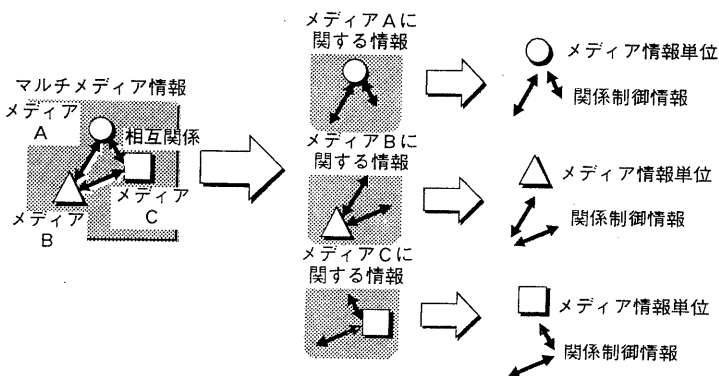 マルチメディア情報
メディア
A
相互関係
メディア
B
メディア
C
メディアAに
関する情報
メディア情報単位
関係制御情報
メディアBに
関する情報
メディア情報単位
関係制御情報
メディアCに
関する情報
メディア情報単位
関係制御情報